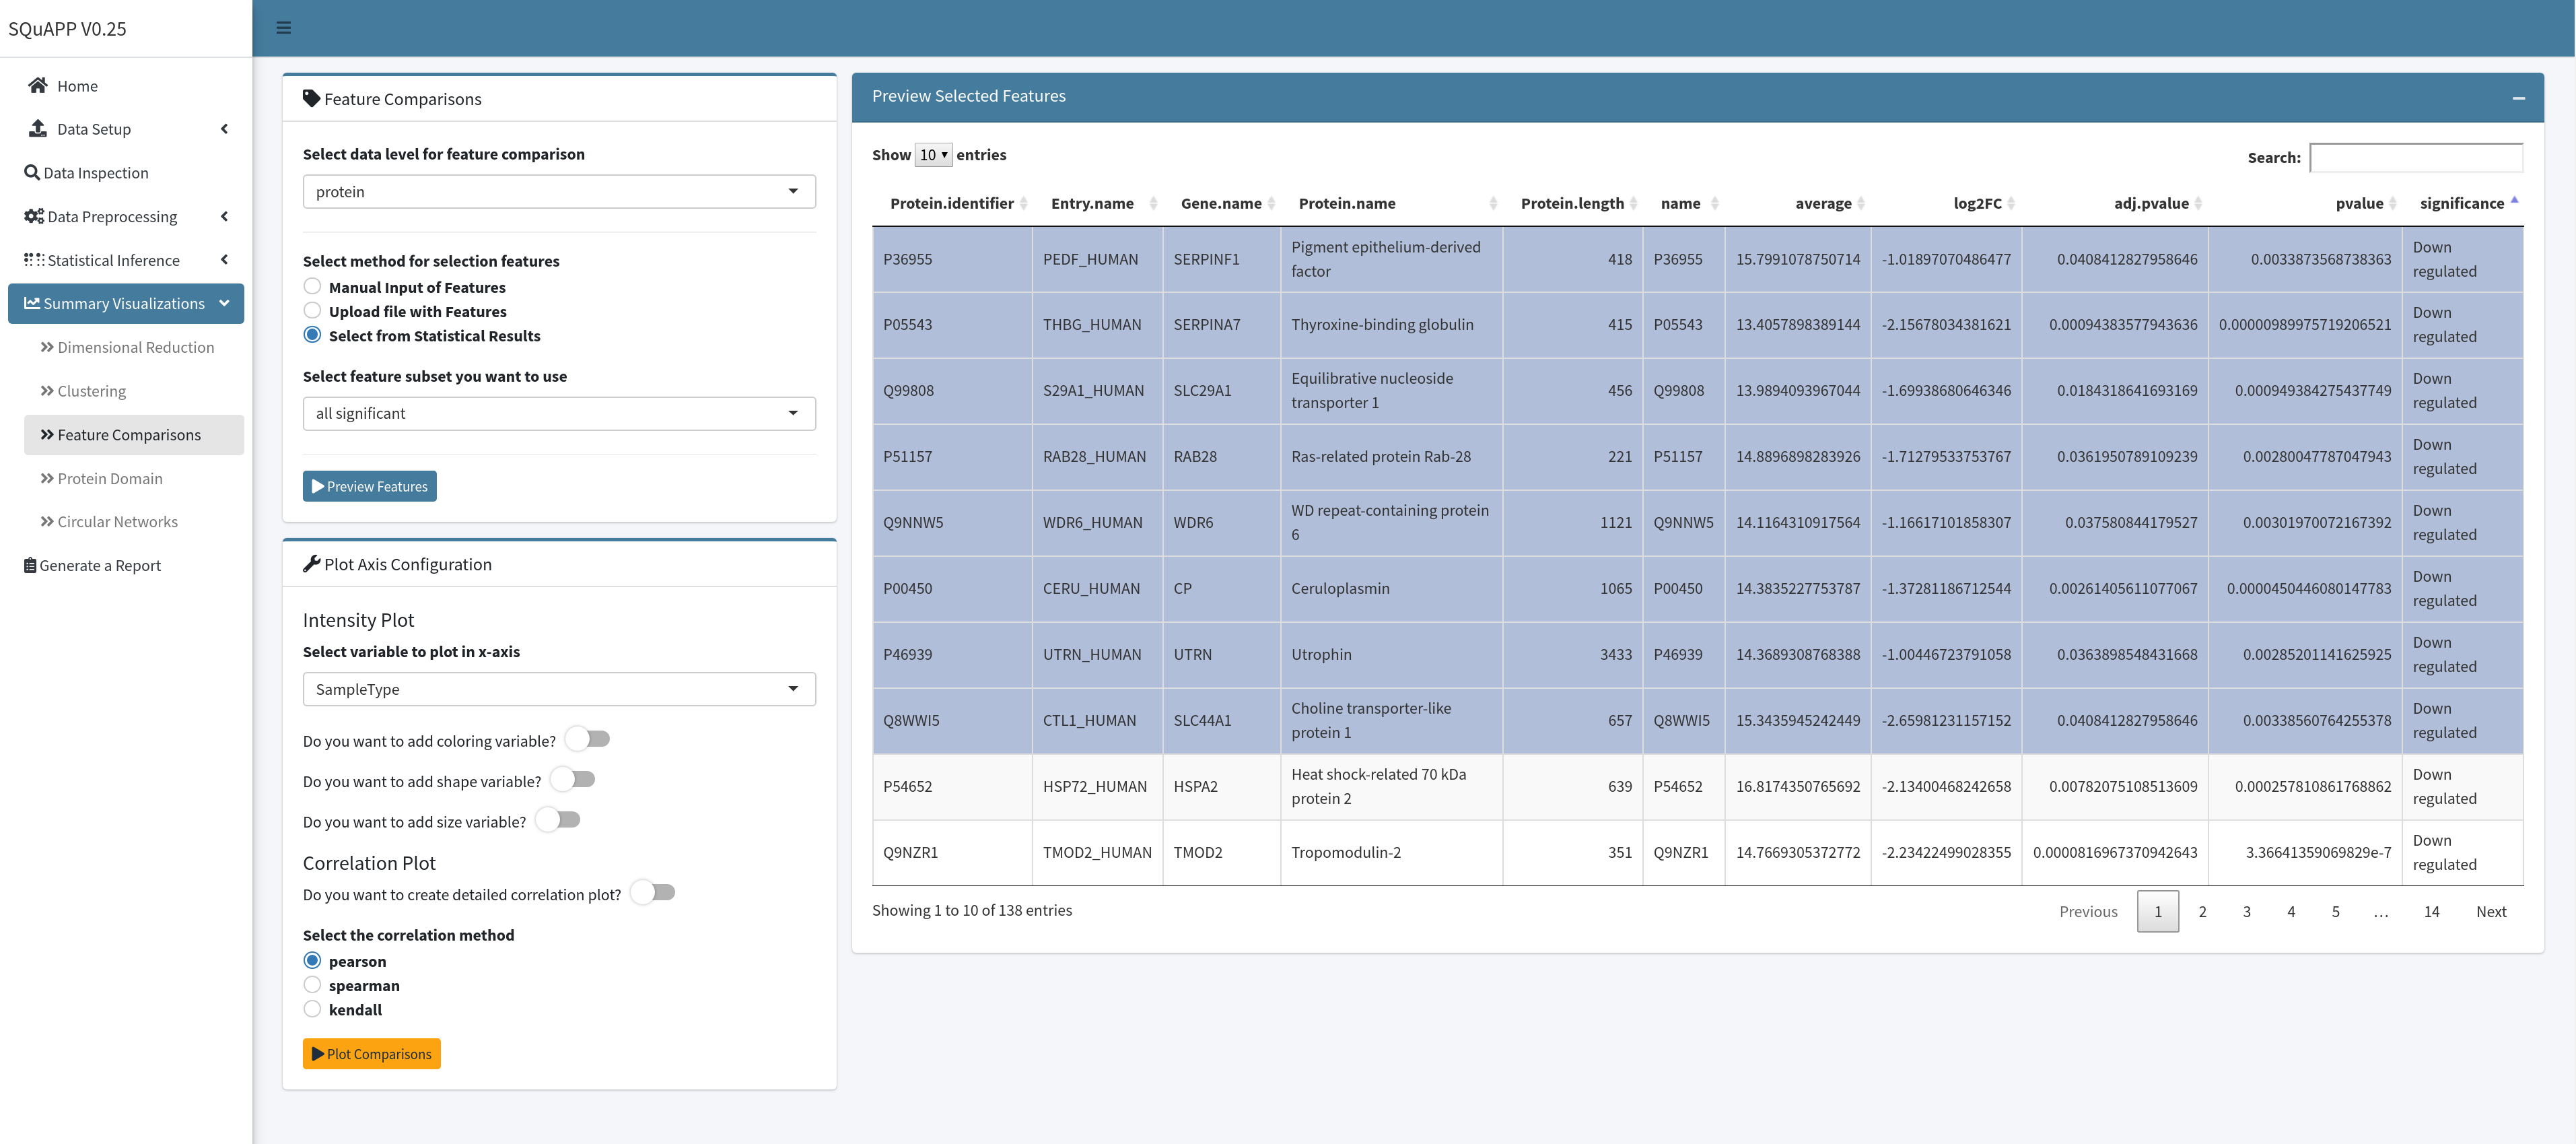 SQuAPP V0.25
Home
Data Setup
Data Inspection
Data Preprocessing
Statistical Inference
Summary Visualizations
Dimensional Reduction
Clustering
Feature Comparisons
Protein Domain
Circular Networks
Generate a Report
Feature Comparisons
Select data level for feature comparison
protein
Select method for selection features
Manual Input of Features
Upload file with Features
Select from Statistical Results
Select feature subset you want to use
all significant
Preview Features
Plot Axis Configuration
Intensity Plot
Select variable to plot in x-axis
SampleType
Do you want to add coloring variable?
Do you want to add shape variable?
Do you want to add size variable?
Correlation Plot
Do you want to create detailed correlation plot?
Select the correlation method
pearson
spearman
kendall
Plot Comparisons
Preview Selected Features
Show 10 entries
Search:
Protein.identifier Entry.name Gene.name Protein.name Protein.length name average log2FC adj.pvalue pvalue significance
P36955 PEDF_HUMAN SERPINF1 Pigment epithelium-derived factor 418 P36955 15.7991078750714 -1.01897070486477 0.0408412827958646 0.0033873568738363 Down regulated
P05543 THBG_HUMAN SERPINA7 Thyroxine-binding globulin 415 P05543 13.4057898389144 -2.15678034381621 0.00094383577943636 0.00000989975719206521 Down regulated
Q99808 S29A1_HUMAN SLC29A1 Equilibrative nucleoside transporter 1 456 Q99808 13.9894093967044 -1.69938680646346 0.0184318641693169 0.000949384275437749 Down regulated
P51157 RAB28_HUMAN RAB28 Ras-related protein Rab-28 221 P51157 14.8896898283926 -1.71279533753767 0.0361950789109239 0.00280047787047943 Down regulated
Q9NNW5 WDR6_HUMAN WDR6 WD repeat-containing protein 6 1121 Q9NNW5 14.1164310917564 -1.16617101858307 0.037580844179527 0.00301970072167392 Down regulated
P00450 CERU_HUMAN CP Ceruloplasmin 1065 P00450 14.3835227753787 -1.37281186712544 0.00261405611077067 0.0000450446080147783 Down regulated
P46939 UTRN_HUMAN UTRN Utrophin 3433 P46939 14.3689308768388 -1.00446723791058 0.0363898548431668 0.00285201141625925 Down regulated
Q8WWI5 CTL1_HUMAN SLC44A1 Choline transporter-like protein 1 657 Q8WWI5 15.3435945242449 -2.65981231157152 0.0408412827958646 0.00338560764255378 Down regulated
P54652 HSP72_HUMAN HSPA2 Heat shock-related 70 kDa protein 2 639 P54652 16.8174350765692 -2.13400468242658 0.00782075108513609 0.000257810861768862 Down regulated
Q9NZR1 TMOD2_HUMAN TMOD2 Tropomodulin-2 351 Q9NZR1 14.7669305372772 -2.23422499028355 0.0000816967370942643 3.36641359069829e-7 Down regulated
Showing 1 to 10 of 138 entries
Previous 1 2 3 4 5 … 14 Next